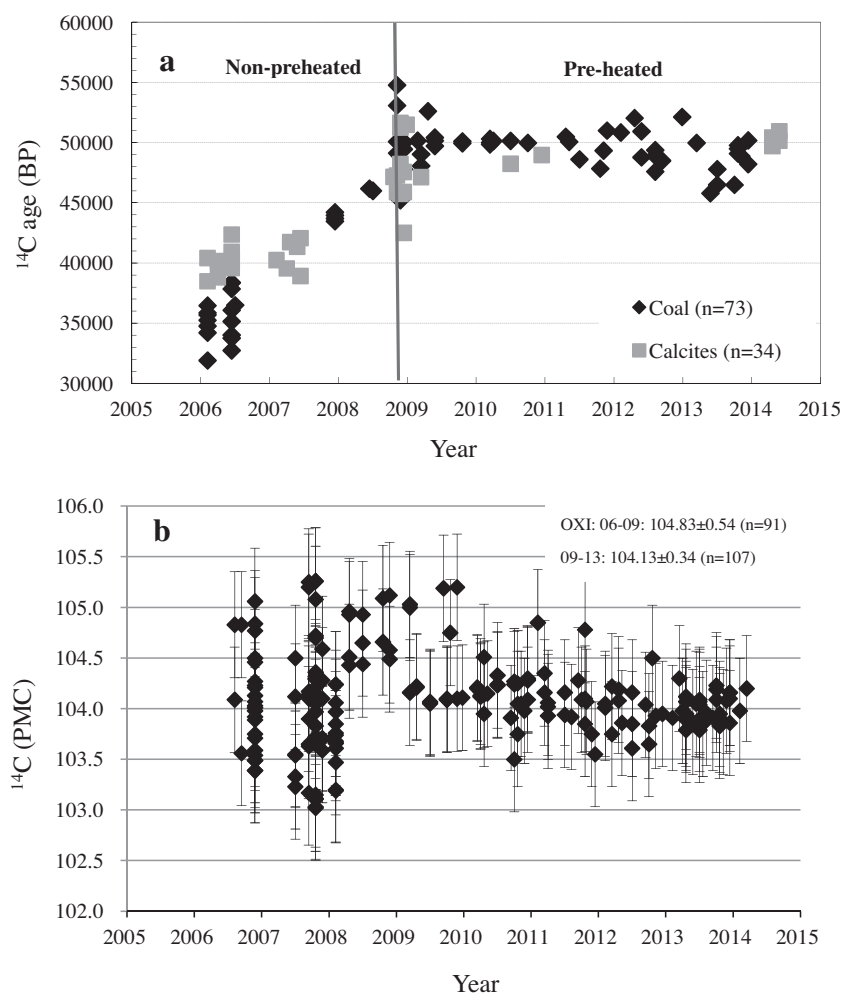 60000
a
Non-preheated
Pre-heated
55000
50000
45000
40000
35000
30000
¹⁴C age (BP)
Coal (n=73)
Calcites (n=34)
2005 2006 2007 2008 2009 2010 2011 2012 2013 2014 2015
Year
106.0
b
OXI: 06-09: 104.83±0.54 (n=91)
09-13: 104.13±0.34 (n=107)
105.5
105.0
104.5
104.0
103.5
103.0
102.5
102.0
¹⁴C (PMC)
2005 2006 2007 2008 2009 2010 2011 2012 2013 2014 2015
Year